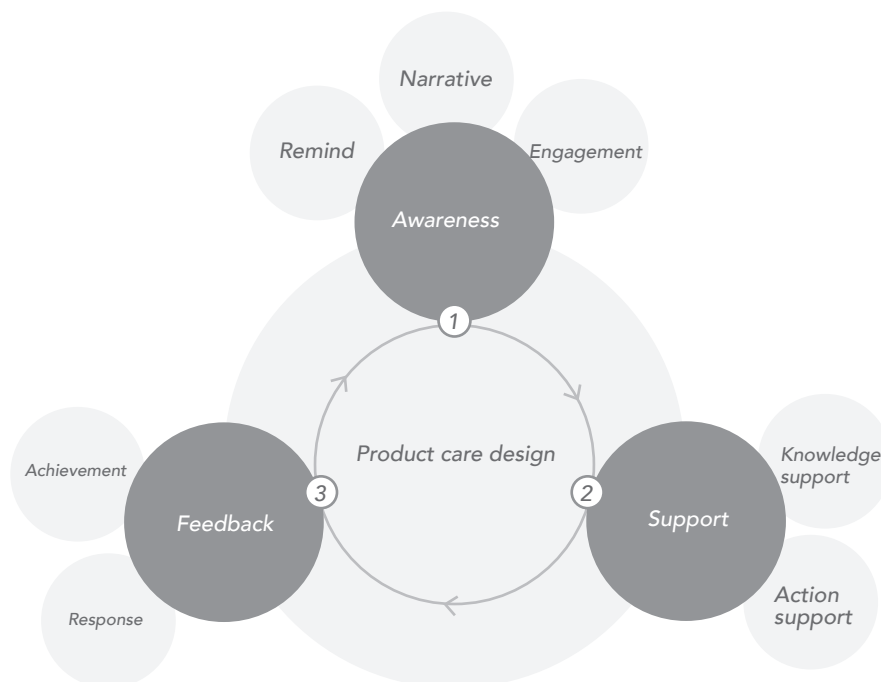 Narrative
Remind
Engagement
Awareness
1
Product care design
3
2
Achievement
Feedback
Response
Knowledge
support
Support
Action
support